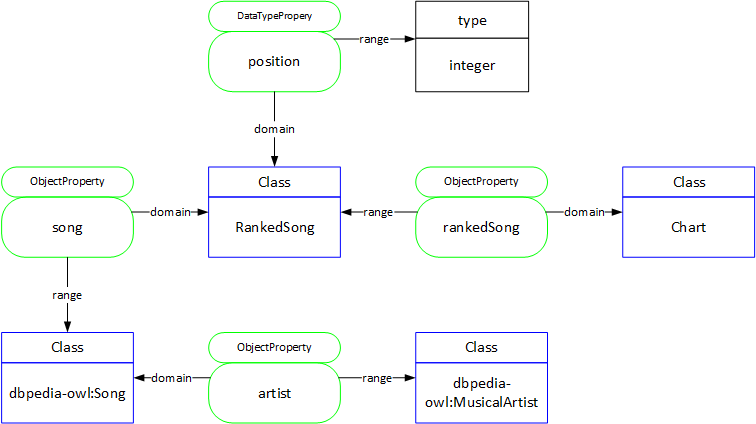 DataTypePropery
type
range
position
integer
domain
ObjectProperty
Class
ObjectProperty
Class
domain
range
domain
song
RankedSong
rankedSong
Chart
range
Class
ObjectProperty
Class
domain
range
dbpedia-owl:Song
artist
dbpedia-
owl:MusicalArtist